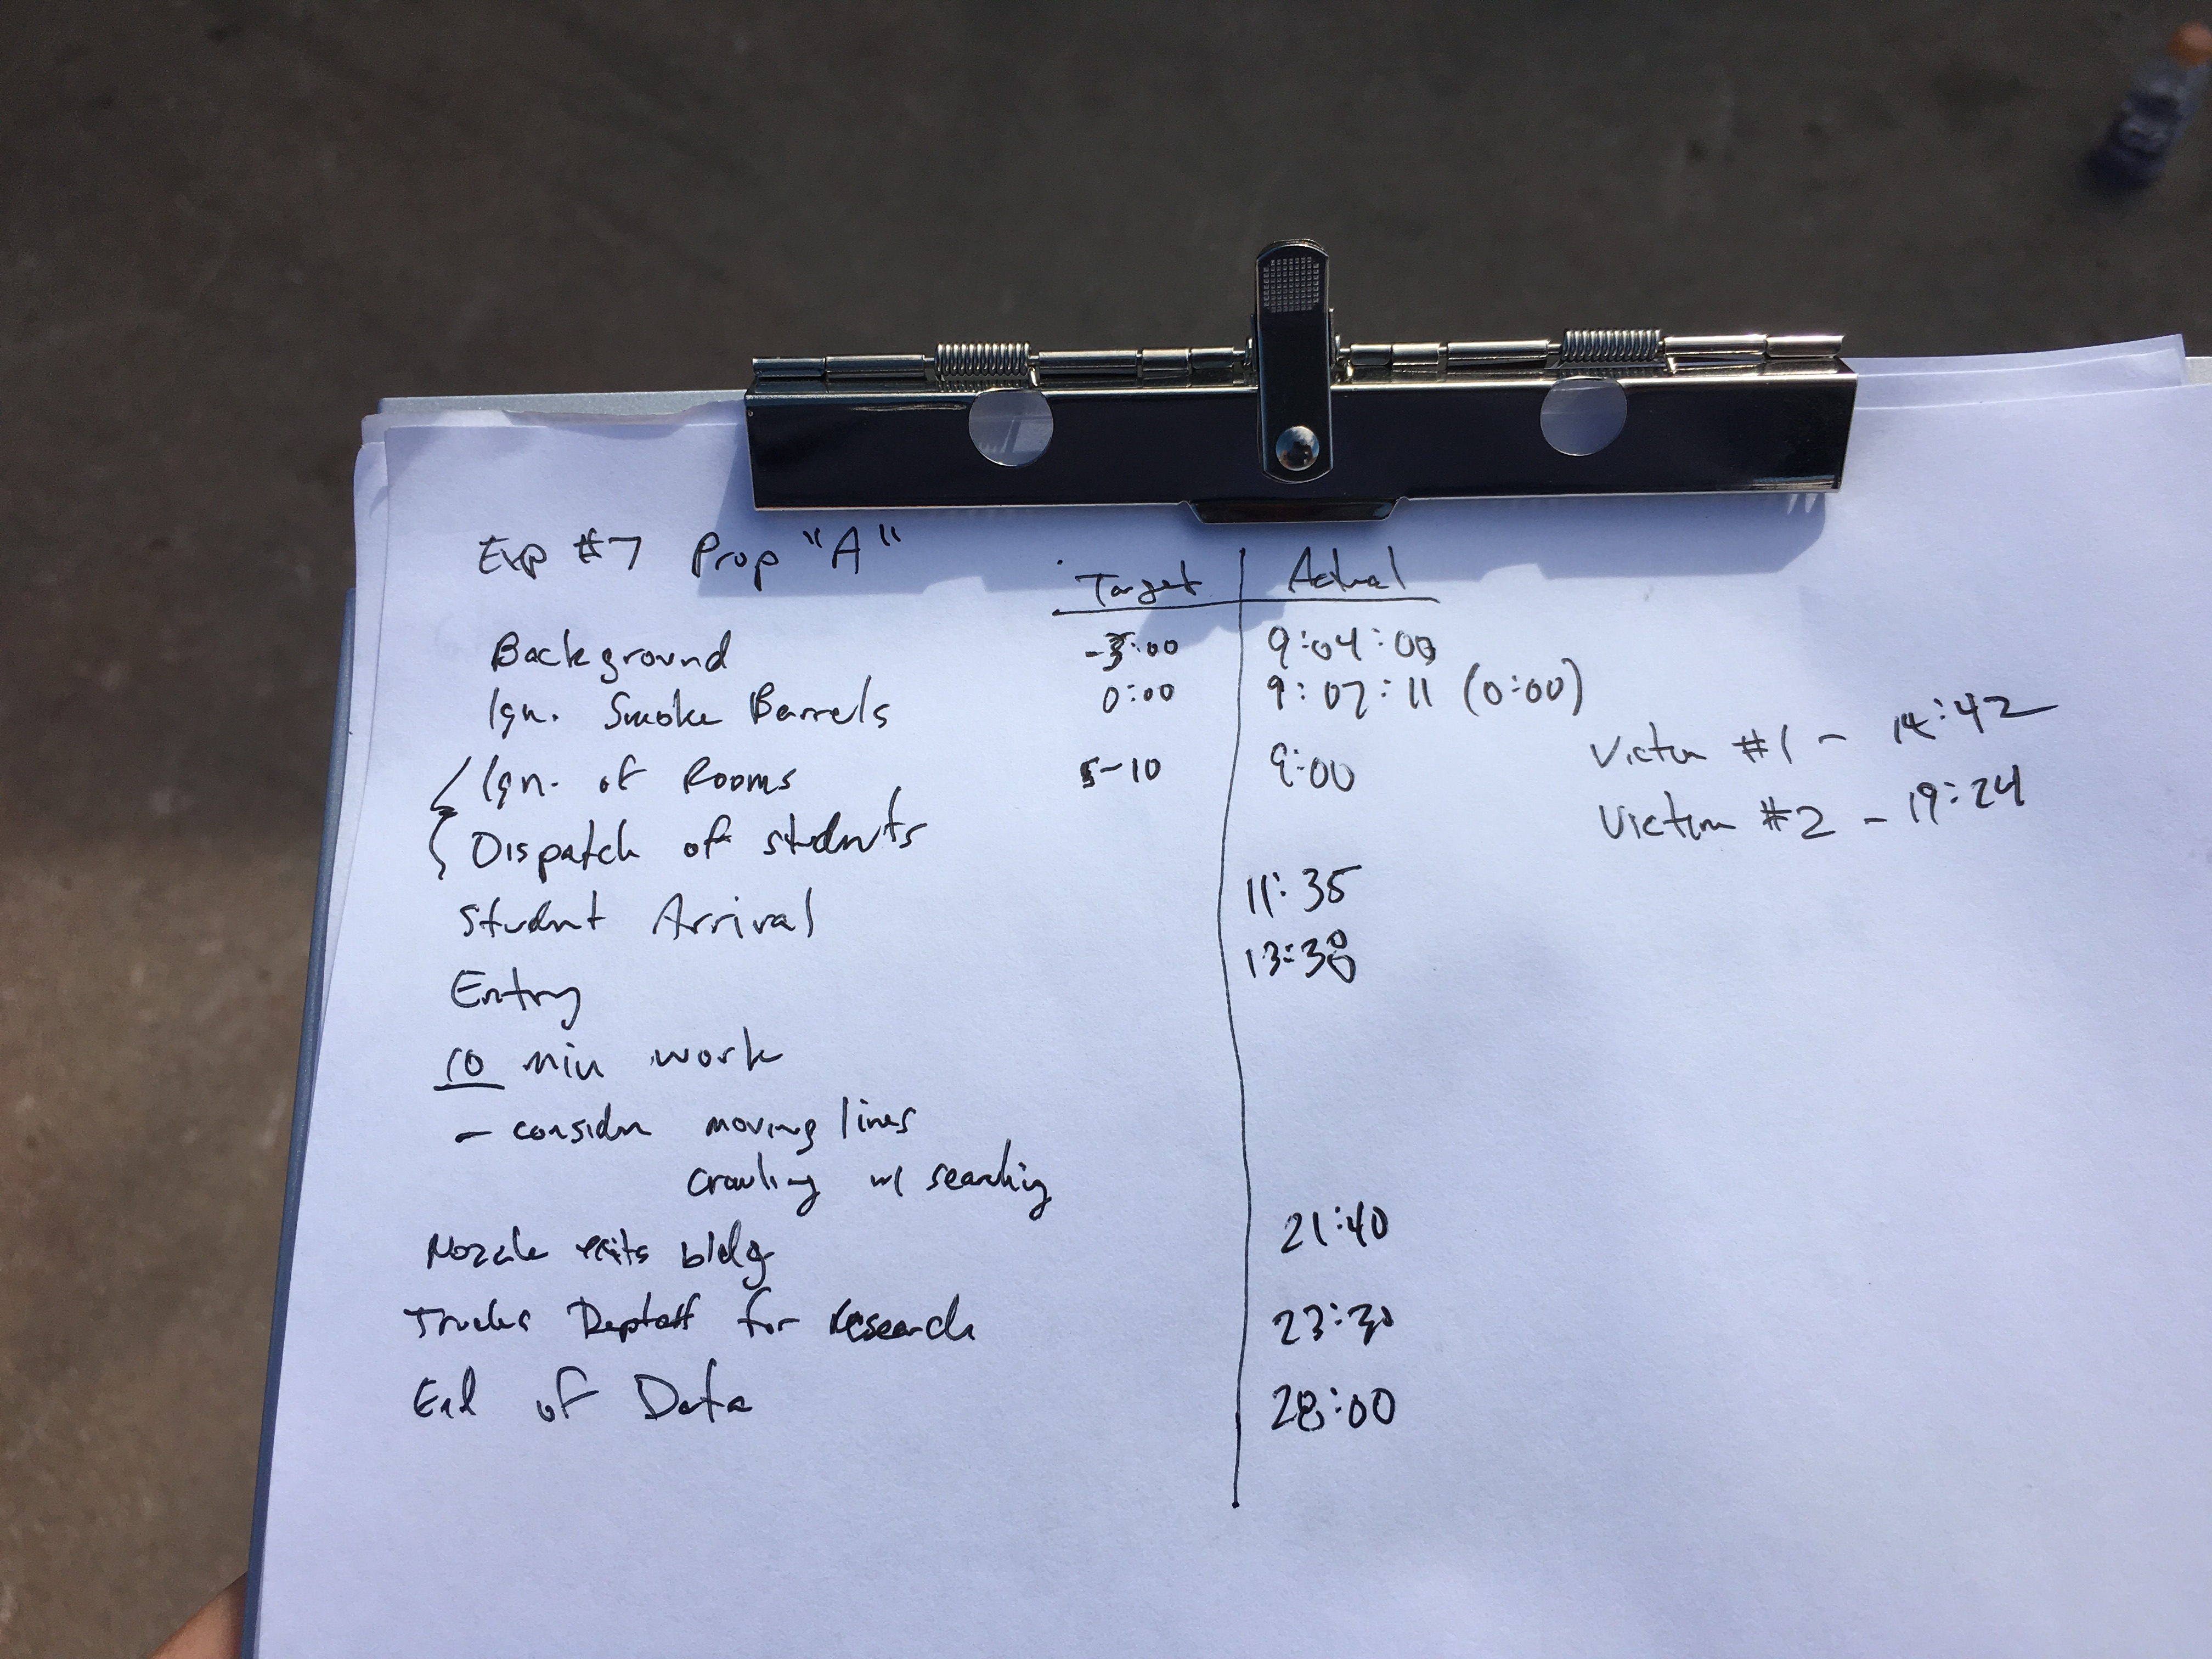 Exp #7 Prop "A"
Target Actual
Background -3:00 9:04:00
Ign. Smoke Barrels 0:00 9:07:11 (0:00)
Ign. of Rooms 5-10 9:00
Victim #1 - 14:42
Victim #2 - 19:24
Dispatch of students
Student Arrival 11:35
Entry 13:38
10 min work
- consider moving lines
crawling w/ searching
Nozzle exits bldg 21:40
Trucks for Research 23:30
End of Data 28:00